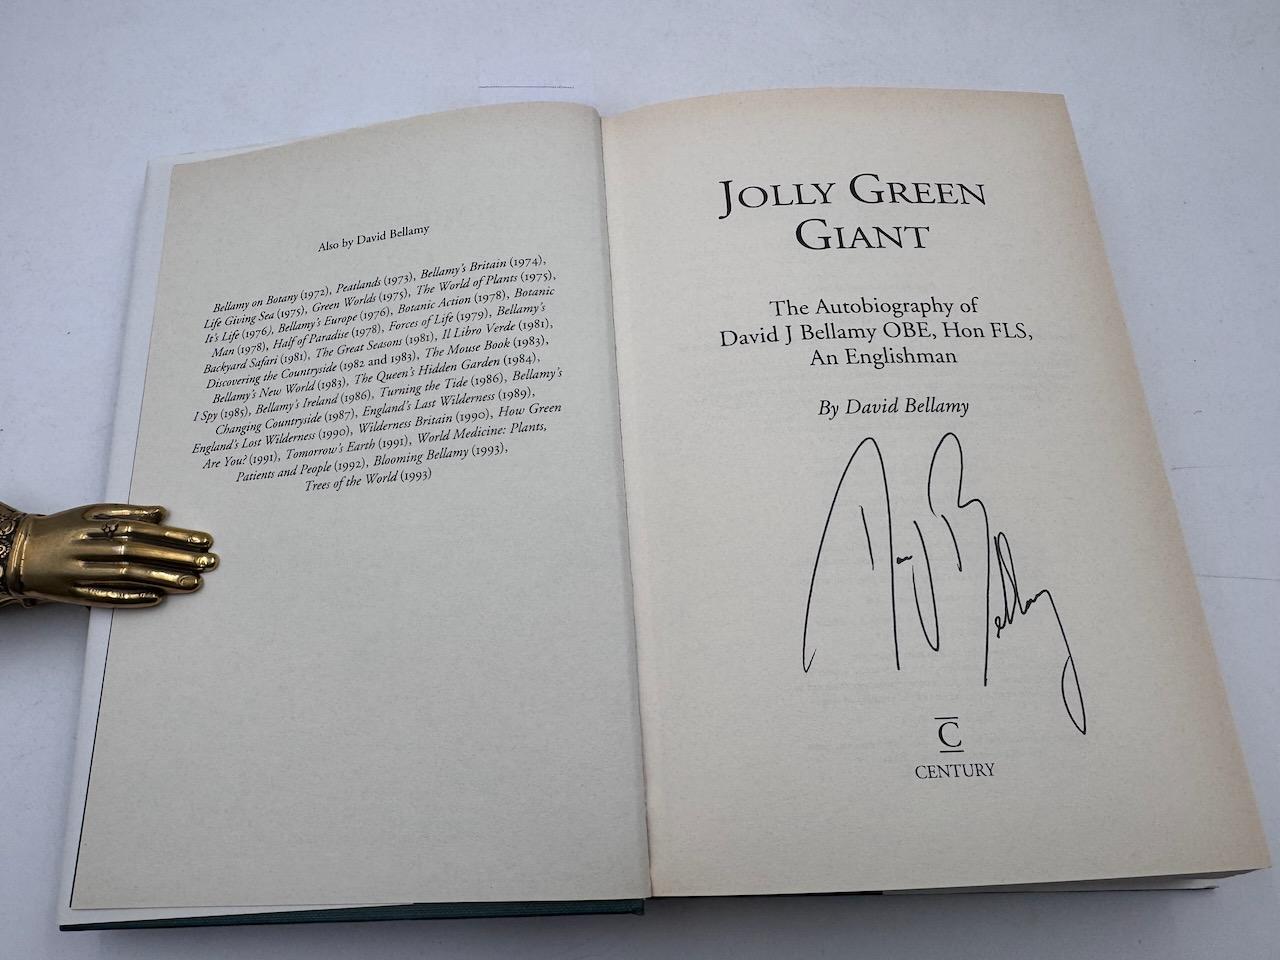 Also by David Bellamy
Bellamy on Botany (1972), Peatlands (1973), Bellamy's Britain (1974),
Life Giving Sea (1975), Green Worlds (1975), The World of Plants (1975),
It's Life (1976), Bellamy's Europe (1976), Botanic Action (1978), Botanic
Man (1978), Half of Paradise (1978), Forces of Life (1979), Bellamy's
Backyard Safari (1981), The Great Seasons (1981), Il Libro Verde (1981),
Discovering the Countryside (1982 and 1983), The Mouse Book (1983),
Bellamy's New World (1983), The Queen's Hidden Garden (1984),
I Spy (1985), Bellamy's Ireland (1986), Turning the Tide (1986), Bellamy's
Changing Countryside (1987), England's Last Wilderness (1989),
England's Lost Wilderness (1990), Wilderness Britain (1990), How Green
Are You? (1991), Tomorrow's Earth (1991), World Medicine: Plants,
Patients and People (1992), Blooming Bellamy (1993),
Trees of the World (1993)
JOLLY GREEN
GIANT
The Autobiography of
David J Bellamy OBE, Hon FLS,
An Englishman
By David Bellamy
David Bellamy
C
CENTURY